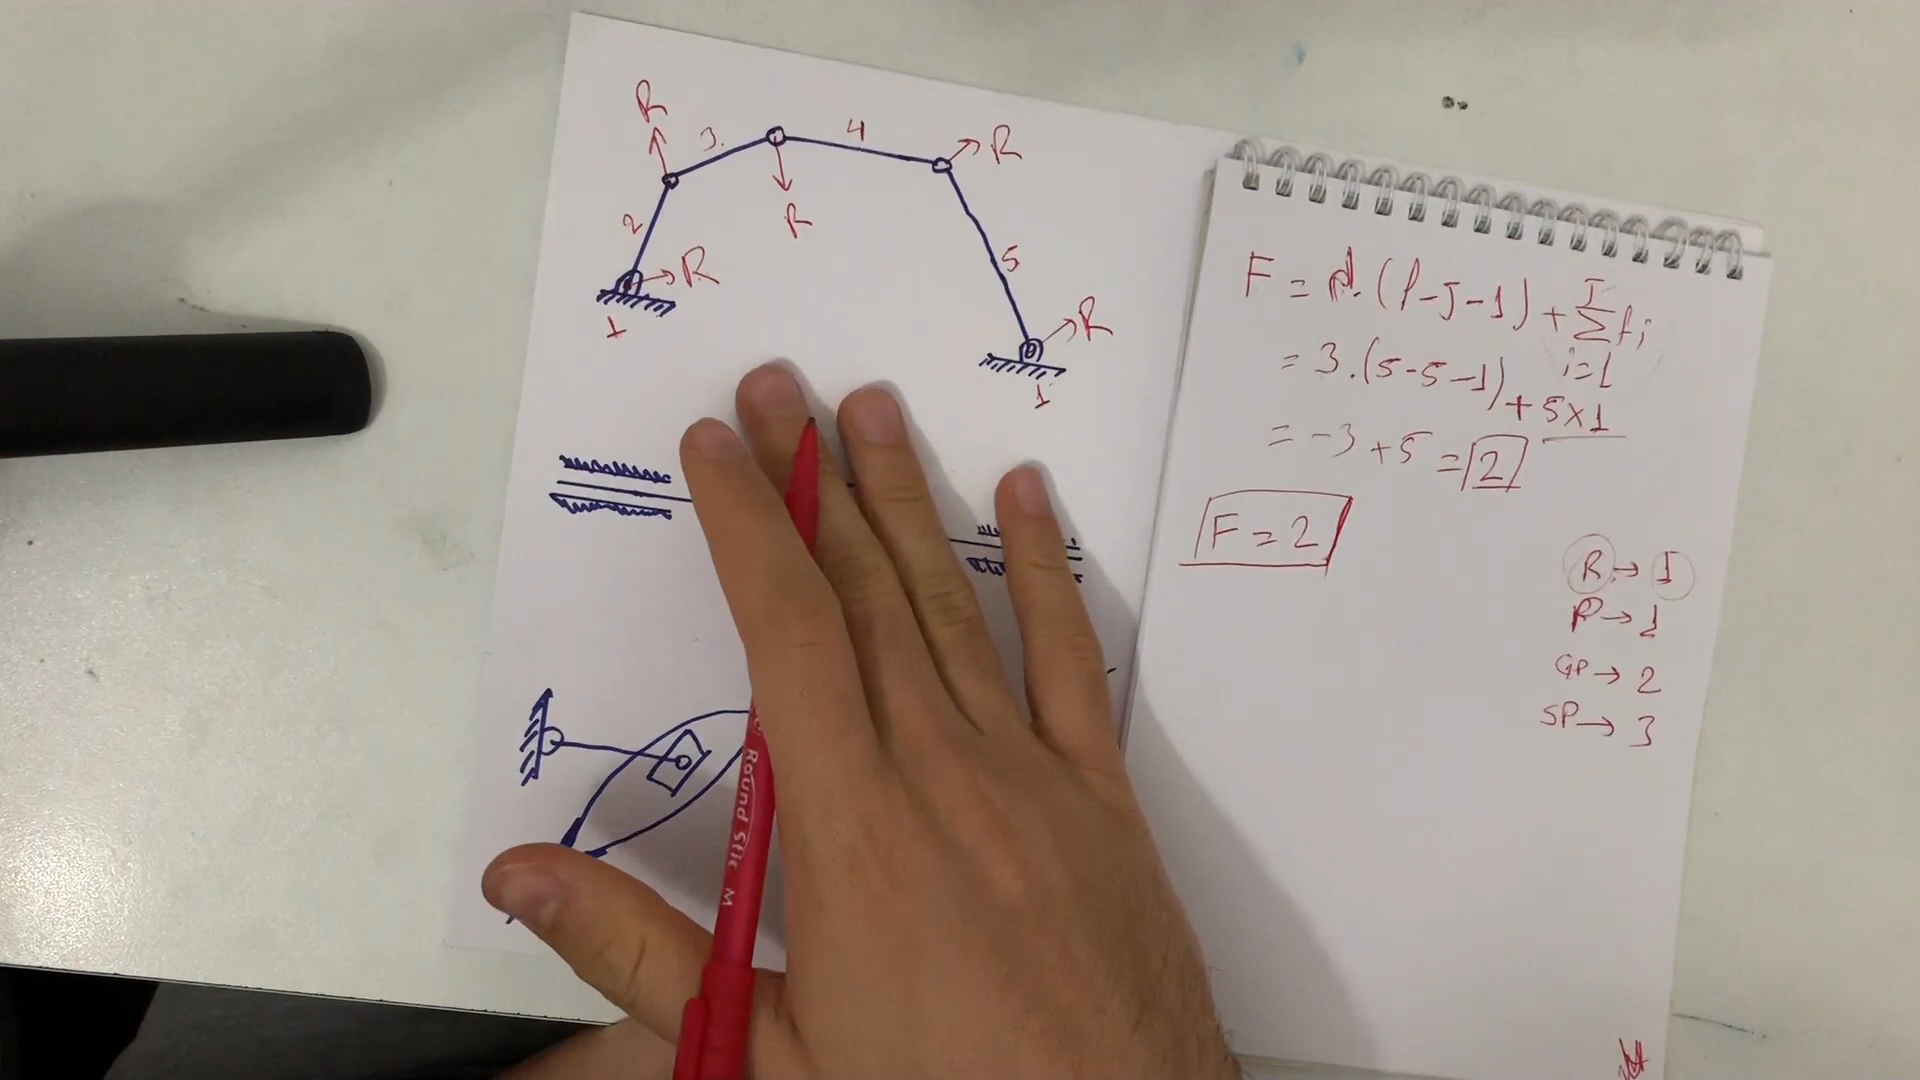 R
3.
4
R
2
R
R
5
1
R
1
F = d.(l-J-1) + J∑i=1 fi
= 3.(5-5-1) + 5x1
= -3+5 = 2
F = 2
R → 1
P → 1
GP → 2
SP → 3
Round Stic M